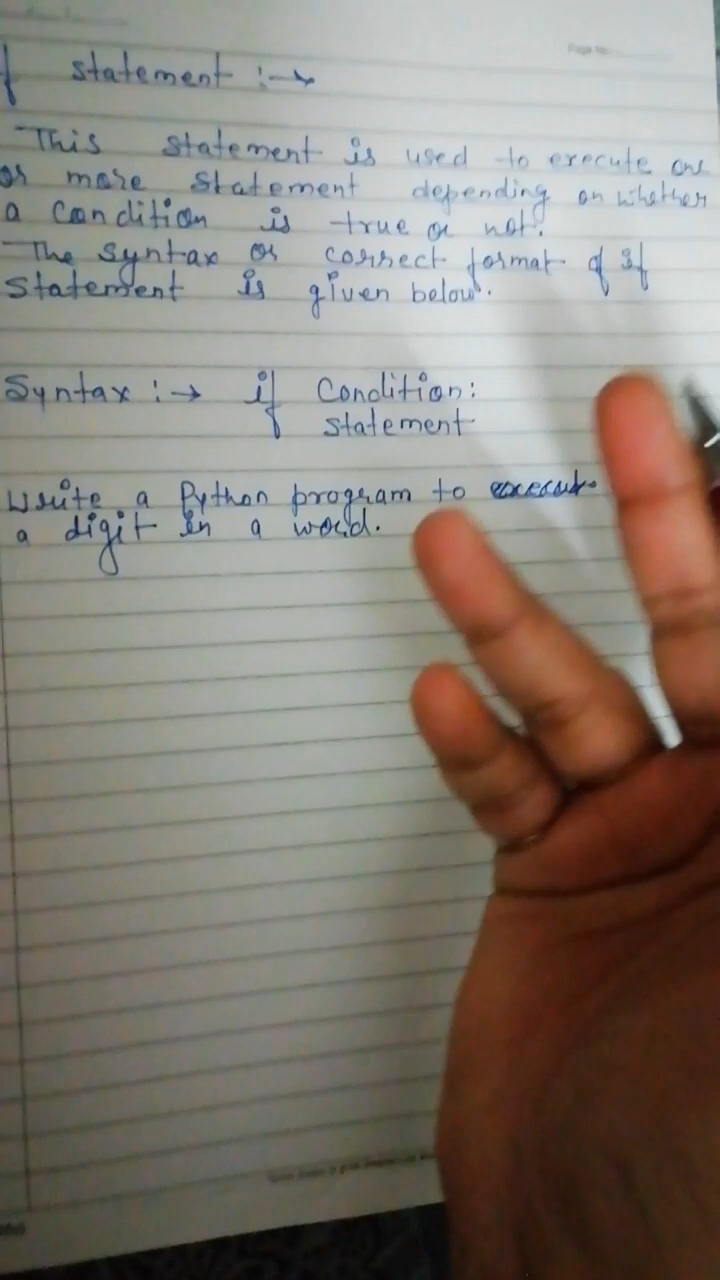 statement :→
This statement is used to execute one
or more statement depending on whether
a condition is true or not.
The syntax or correct format of if
statement is given below.
Syntax :→ if Condition:
statement
Write a Python program to execute
a digit in a word.
Page No